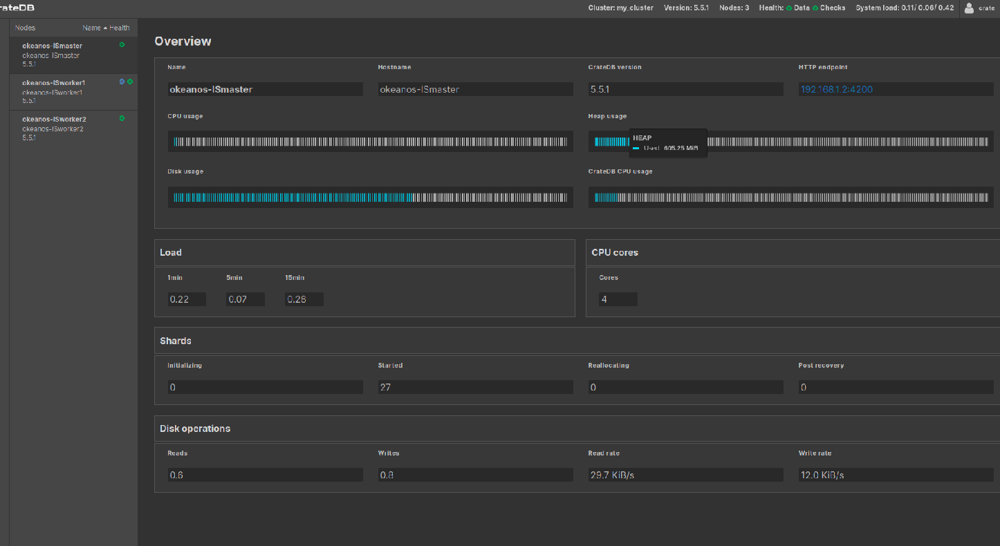 rateDB
Cluster: my_cluster Version: 5.5.1 Nodes: 3 Health: Data Checks System load: 0.11/ 0.06/ 0.42 crate
Nodes Name Health
okeanos-ISmaster
okeanos-ISmaster
5.5.1
okeanos-ISworker1
okeanos-ISworker1
5.5.1
okeanos-ISworker2
okeanos-ISworker2
5.5.1
Overview
Name Hostname CrateDB version HTTP endpoint
okeanos-ISmaster okeanos-ISmaster 5.5.1 192.168.1.2:4200
CPU usage Heap usage
HEAP
Used 605.25 MiB
Disk usage CrateDB CPU usage
Load CPU cores
1min 5min 15min Cores
0.22 0.07 0.28 4
Shards
Initializing Started Reallocating Post recovery
0 27 0 0
Disk operations
Reads Writes Read rate Write rate
0.6 0.8 29.7 KiB/s 12.0 KiB/s